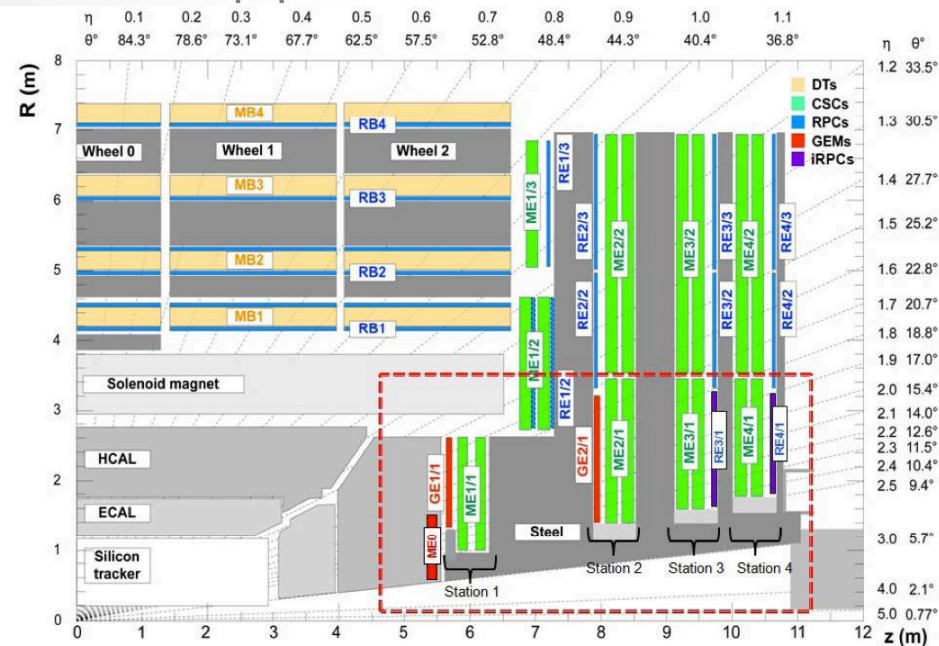 η 0.1 0.2 0.3 0.4 0.5 0.6 0.7 0.8 0.9 1.0 1.1
θ° 84.3° 78.6° 73.1° 67.7° 62.5° 57.5° 52.8° 48.4° 44.3° 40.4° 36.8° η θ°
R (m)
8
7
6
5
4
3
2
1
0
1.2 33.5°
1.3 30.5°
1.4 27.7°
1.5 25.2°
1.6 22.8°
1.7 20.7°
1.8 18.8°
1.9 17.0°
2.0 15.4°
2.1 14.0°
2.2 12.6°
2.3 11.5°
2.4 10.4°
2.5 9.4°
3.0 5.7°
4.0 2.1°
5.0 0.77°
DTs
CSCs
RPCs
GEMs
iRPCs
MB4
RB4
Wheel 0
Wheel 1
Wheel 2
MB3
RB3
MB2
RB2
MB1
RB1
Solenoid magnet
HCAL
ECAL
Silicon
tracker
ME1/3
RE1/3
ME1/2
RE1/2
RE2/3
RE2/2
ME2/2
ME3/2
RE3/3
RE3/2
ME4/2
RE4/3
RE4/2
GE1/1
ME1/1
ME0
GE2/1
ME2/1
ME3/1
RE3/1
ME4/1
RE4/1
Steel
Station 1
Station 2
Station 3
Station 4
0 1 2 3 4 5 6 7 8 9 10 11 12
z (m)